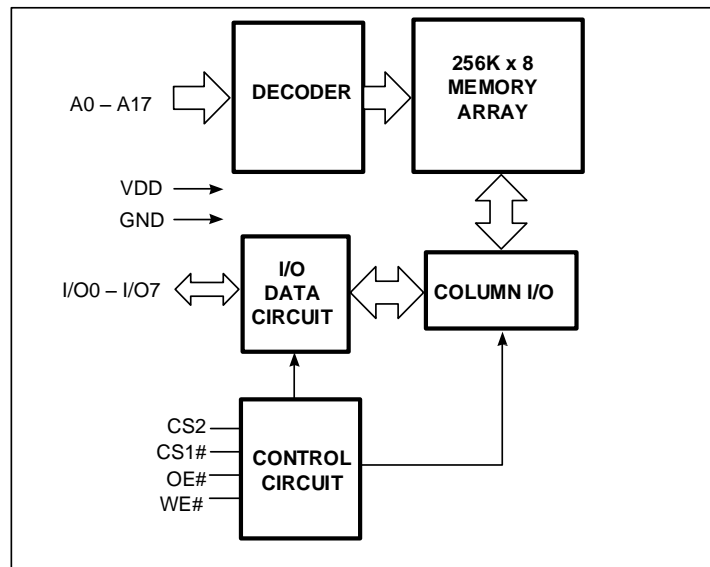 A0 – A17
DECODER
256K x 8
MEMORY
ARRAY
VDD
GND
I/O0 – I/O7
I/O
DATA
CIRCUIT
COLUMN I/O
CS2
CS1#
OE#
WE#
CONTROL
CIRCUIT